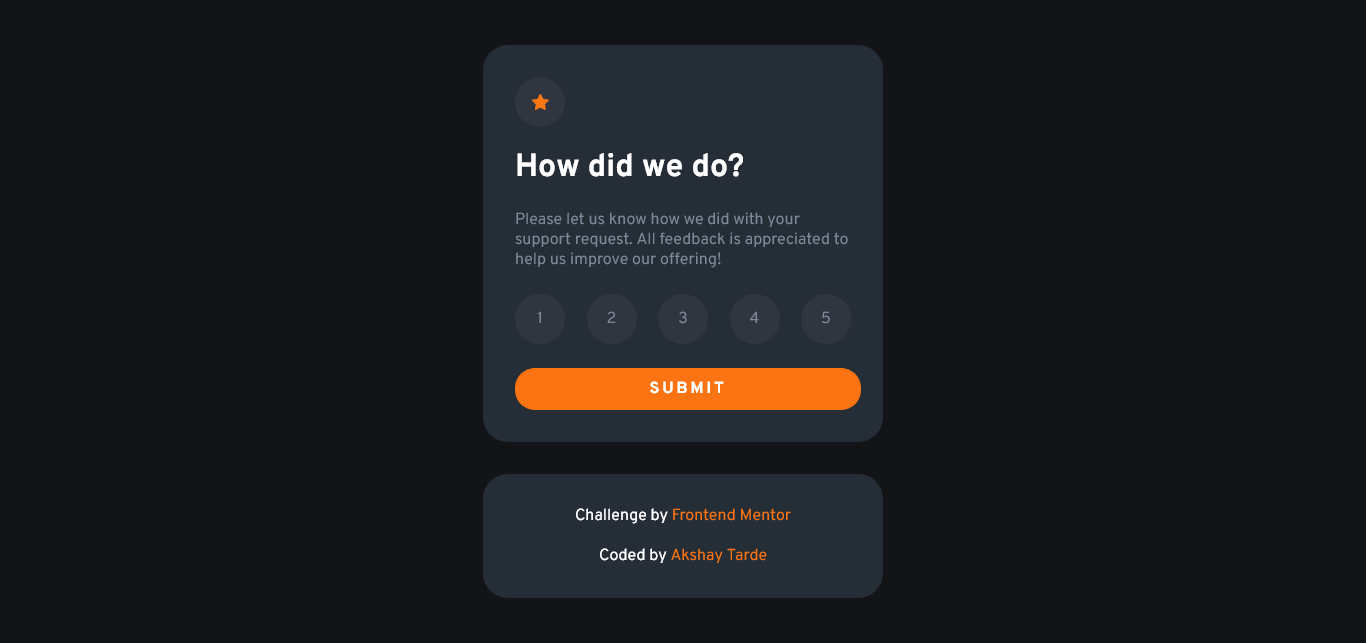 How did we do?
Please let us know how we did with your
support request. All feedback is appreciated to
help us improve our offering!
1 2 3 4 5
SUBMIT
Challenge by Frontend Mentor
Coded by Akshay Tarde